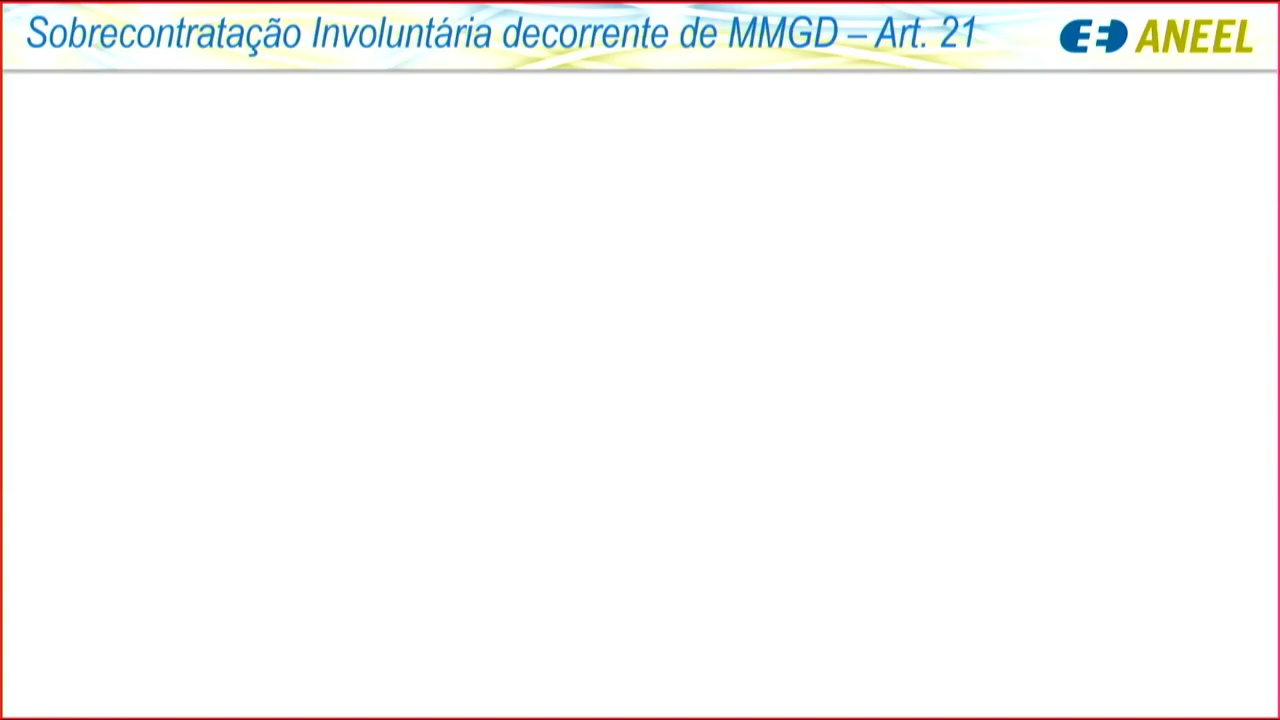 Sobrecontratação Involuntária decorrente de MMGD – Art. 21
ANEEL